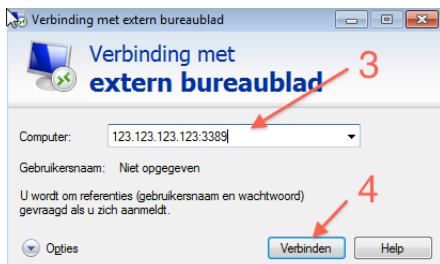 Verbinding met extern bureaublad
Verbinding met
extern bureaublad
3
Computer: 123.123.123.123:3389
Gebruikersnaam: Niet opgegeven
U wordt om referenties (gebruikersnaam en wachtwoord)
gevraagd als u zich aanmeldt.
4
Opties Verbinden Help